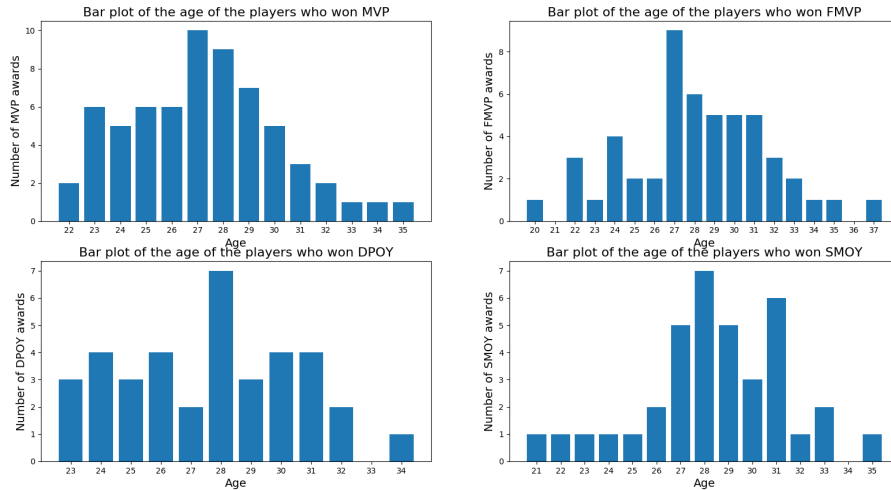 Bar plot of the age of the players who won MVP
Number of MVP awards
10
8
6
4
2
0
22 23 24 25 26 27 28 29 30 31 32 33 34 35
Age
Bar plot of the age of the players who won FMVP
Number of FMVP awards
8
6
4
2
0
20 21 22 23 24 25 26 27 28 29 30 31 32 33 34 35 36 37
Age
Bar plot of the age of the players who won DPOY
Number of DPOY awards
7
6
5
4
3
2
1
0
23 24 25 26 27 28 29 30 31 32 33 34
Age
Bar plot of the age of the players who won SMOY
Number of SMOY awards
7
6
5
4
3
2
1
0
21 22 23 24 25 26 27 28 29 30 31 32 33 34 35
Age